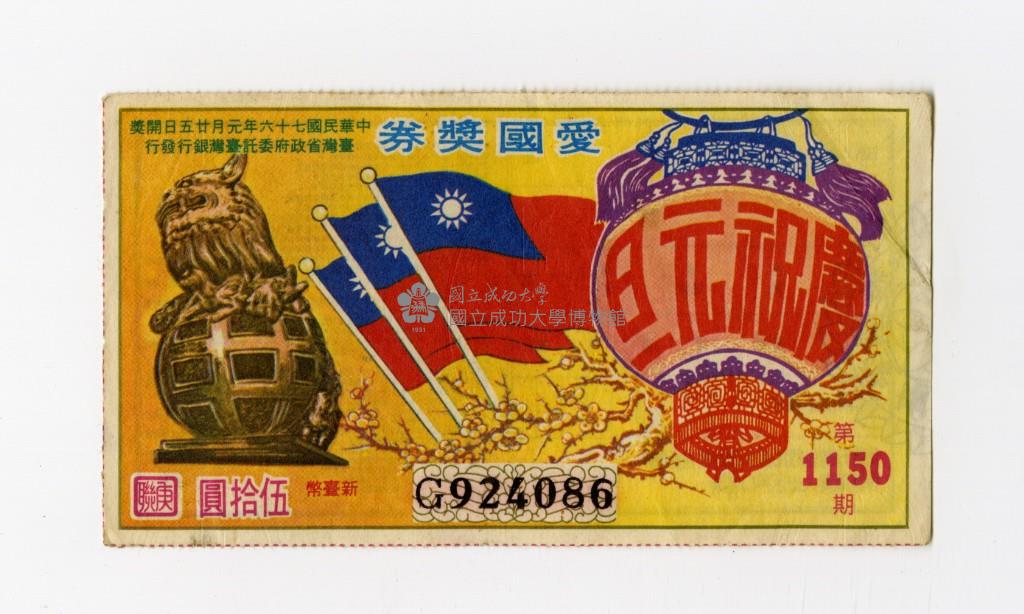 中華民國七十六年元月廿五日開獎
臺灣省政府委託臺灣銀行發行
愛國獎券
慶祝元旦
1931
國立成功大學
國立成功大學博物館
第
1150
期
新臺幣
伍拾圓
G924086